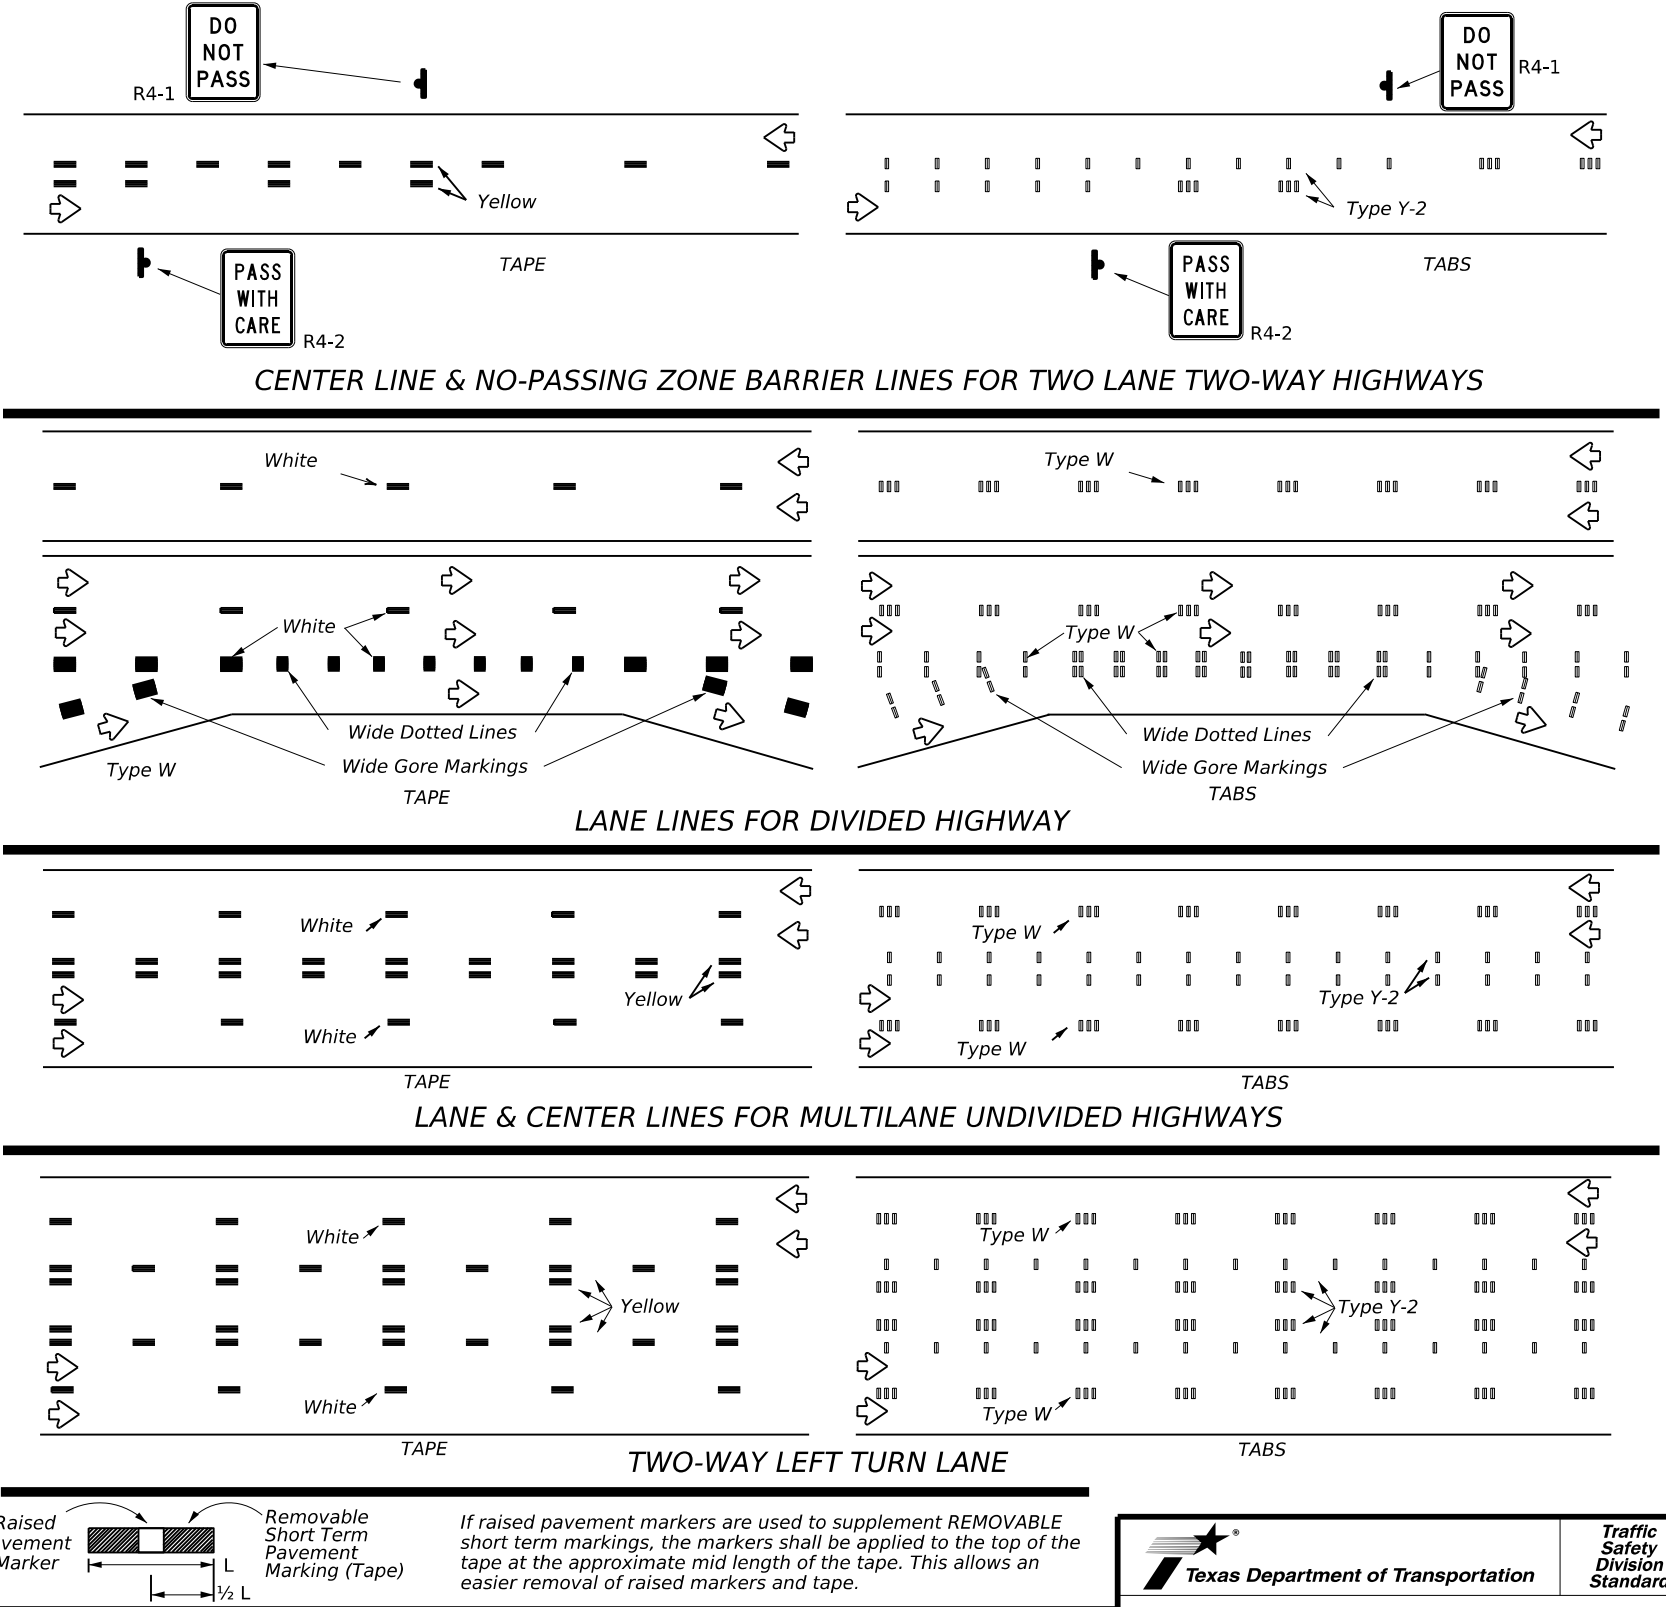 DO
NOT
PASS
R4-1
DO
NOT
PASS
R4-1
Yellow
Type Y-2
PASS
WITH
CARE
R4-2
TAPE
PASS
WITH
CARE
R4-2
TABS
CENTER LINE & NO-PASSING ZONE BARRIER LINES FOR TWO LANE TWO-WAY HIGHWAYS
White
Type W
White
Type W
Wide Dotted Lines
Wide Gore Markings
Type W
TAPE
Wide Dotted Lines
Wide Gore Markings
TABS
LANE LINES FOR DIVIDED HIGHWAY
White
Yellow
White
TAPE
Type W
Type Y-2
Type W
TABS
LANE & CENTER LINES FOR MULTILANE UNDIVIDED HIGHWAYS
White
Yellow
White
TAPE
Type W
Type Y-2
Type W
TABS
TWO-WAY LEFT TURN LANE
Raised
vement
Marker
L
½ L
Removable
Short Term
Pavement
Marking (Tape)
If raised pavement markers are used to supplement REMOVABLE
short term markings, the markers shall be applied to the top of the
tape at the approximate mid length of the tape. This allows an
easier removal of raised markers and tape.
®
Texas Department of Transportation
Traffic
Safety
Division
Standard